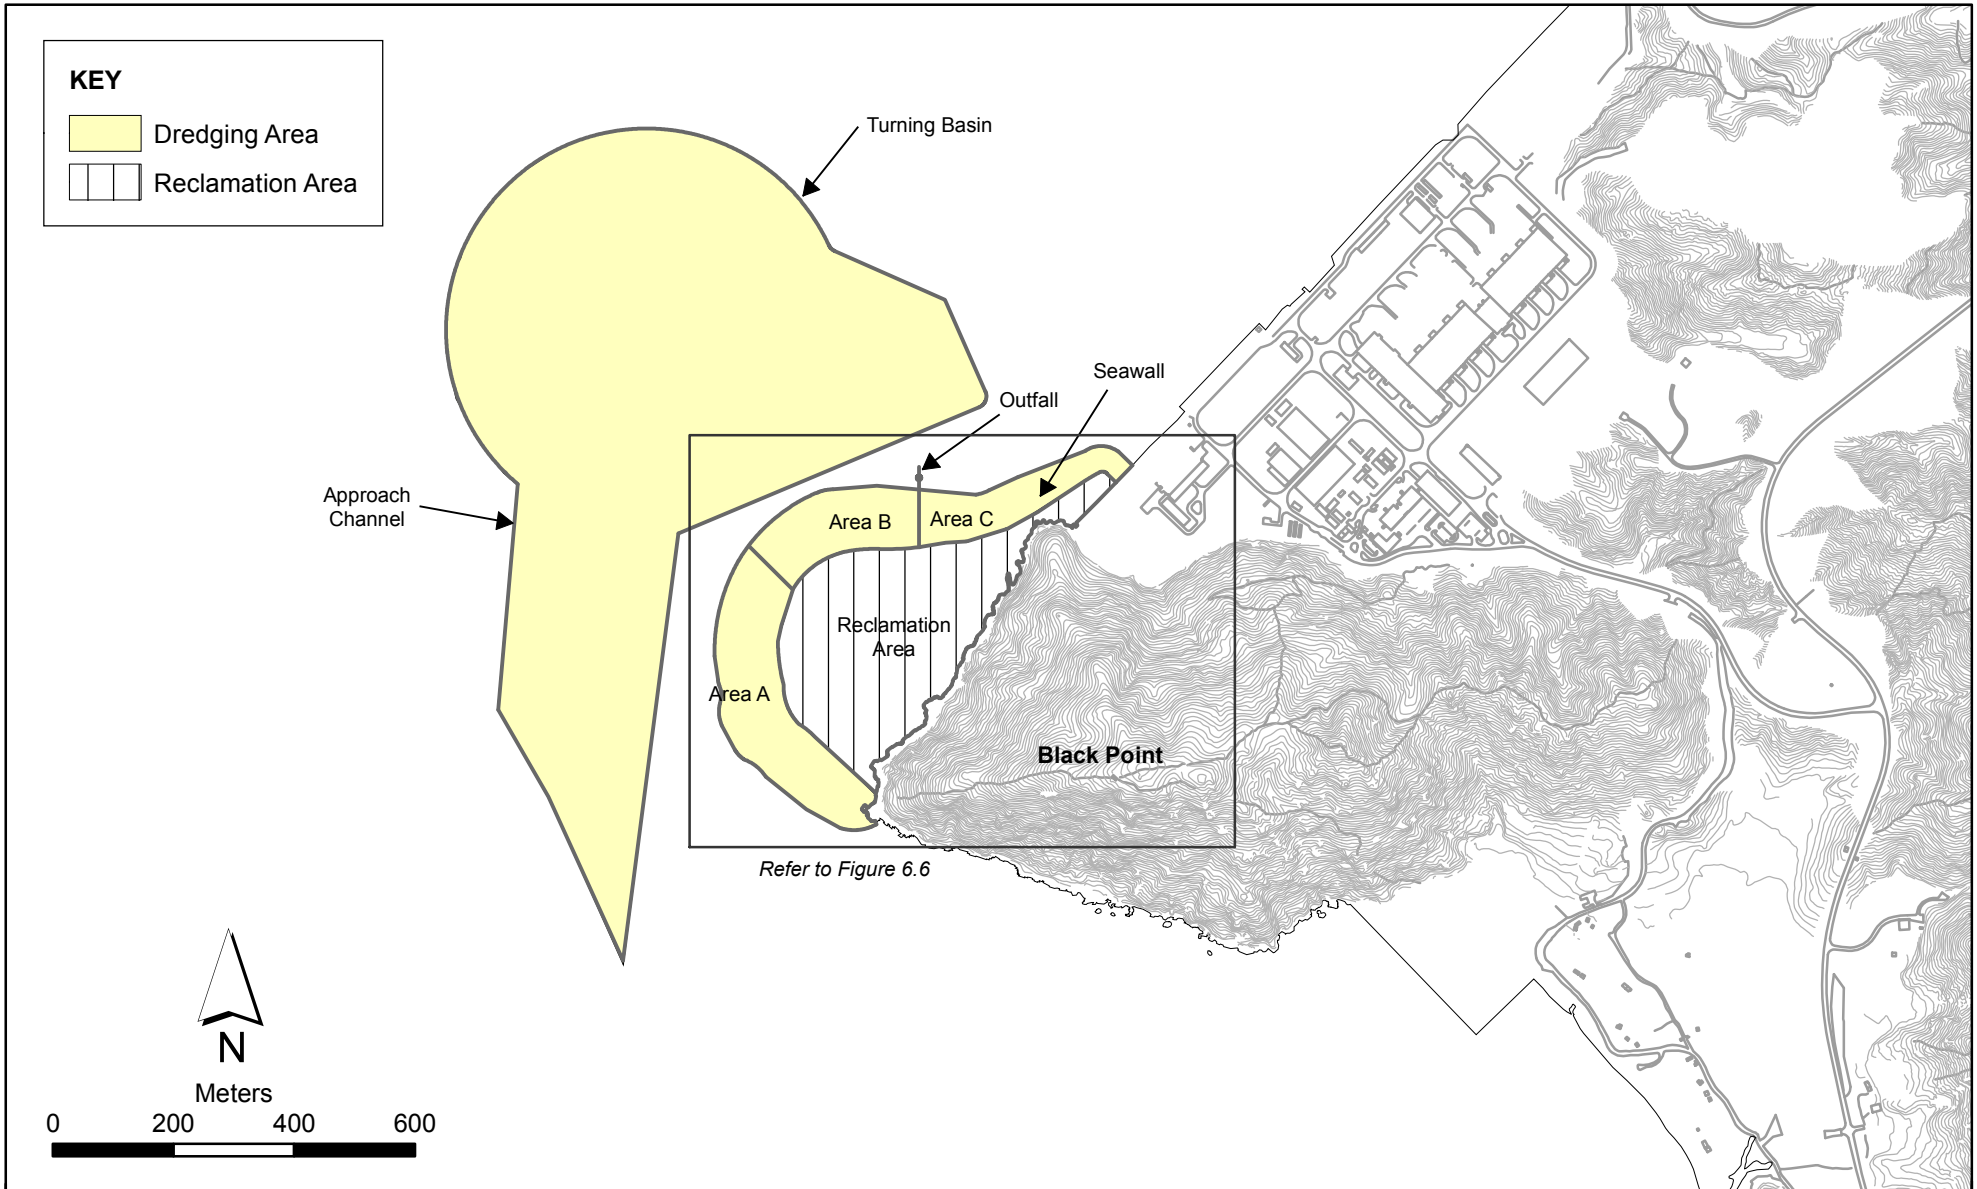 KEY
Dredging Area
Reclamation Area
Turning Basin
Seawall
Outfall
Approach
Channel
Area B
Area C
Reclamation
Area
Area A
Black Point
Refer to Figure 6.6
N
Meters
0 200 400 600